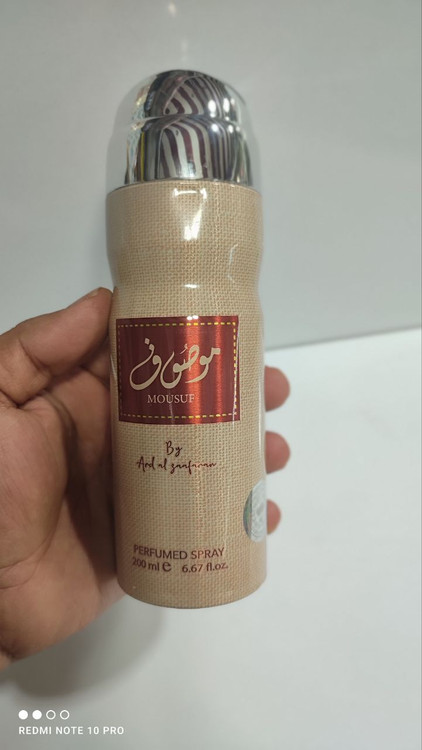 موصوف
MOUSUF
By
Ard al zaafaran
PERFUMED SPRAY
200 ml e 6.67 fl.oz.
REDMI NOTE 10 PRO